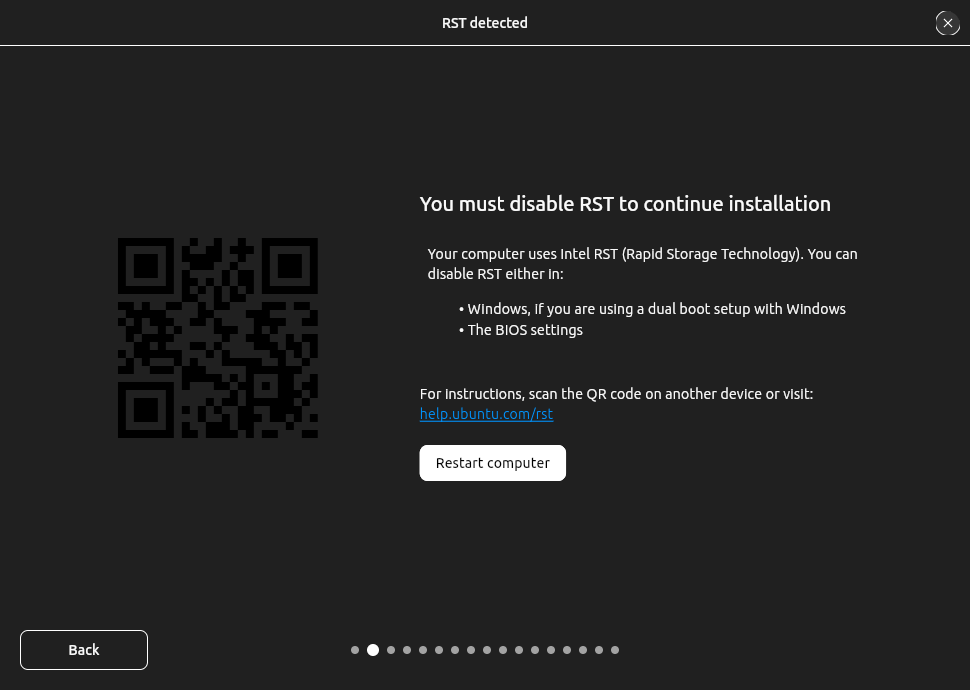 RST detected
You must disable RST to continue installation
Your computer uses Intel RST (Rapid Storage Technology). You can
disable RST either in:
• Windows, if you are using a dual boot setup with Windows
• The BIOS settings
For instructions, scan the QR code on another device or visit:
help.ubuntu.com/rst
Restart computer
Back